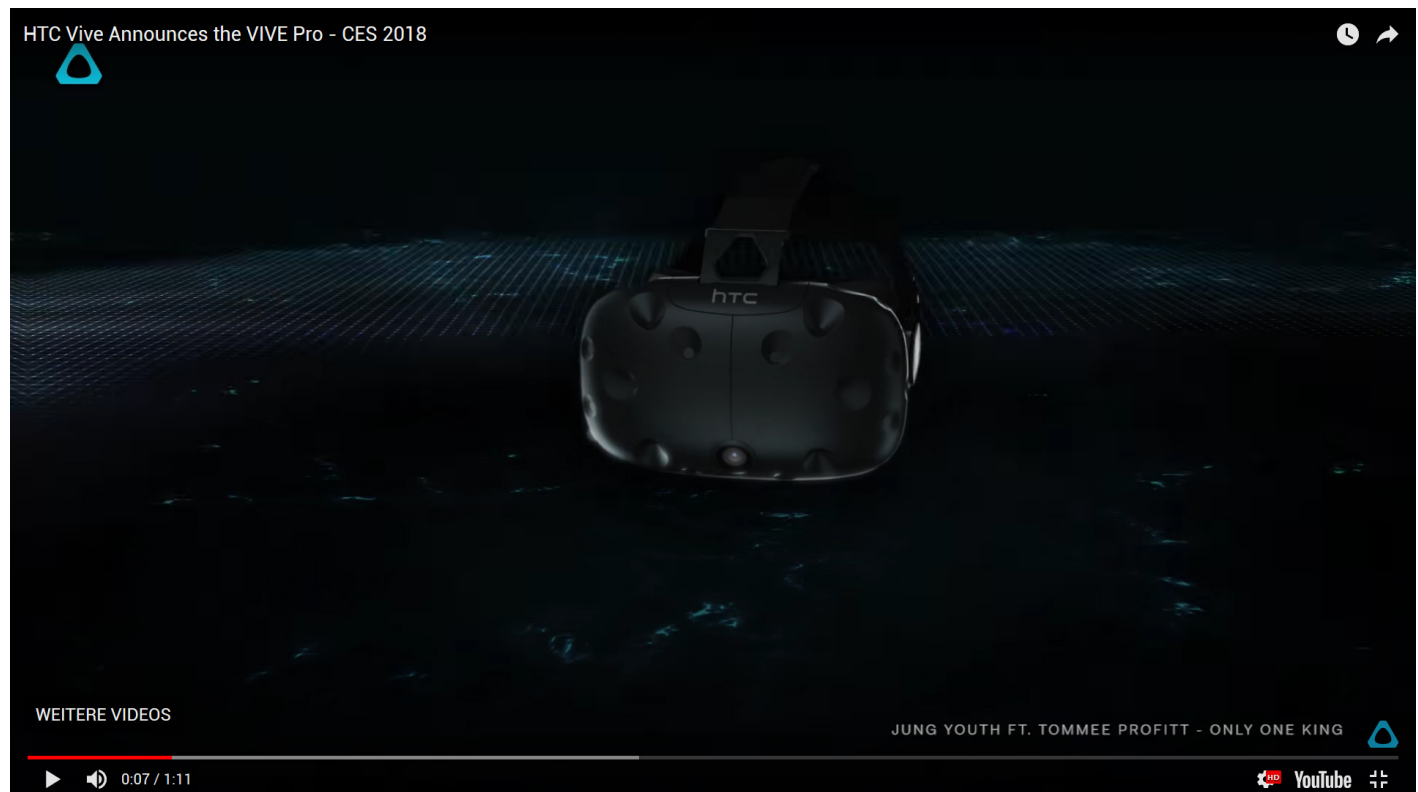 HTC Vive Announces the VIVE Pro - CES 2018
hTC
WEITERE VIDEOS
JUNG YOUTH FT. TOMMEE PROFITT - ONLY ONE KING
0:07 / 1:11
HD
YouTube